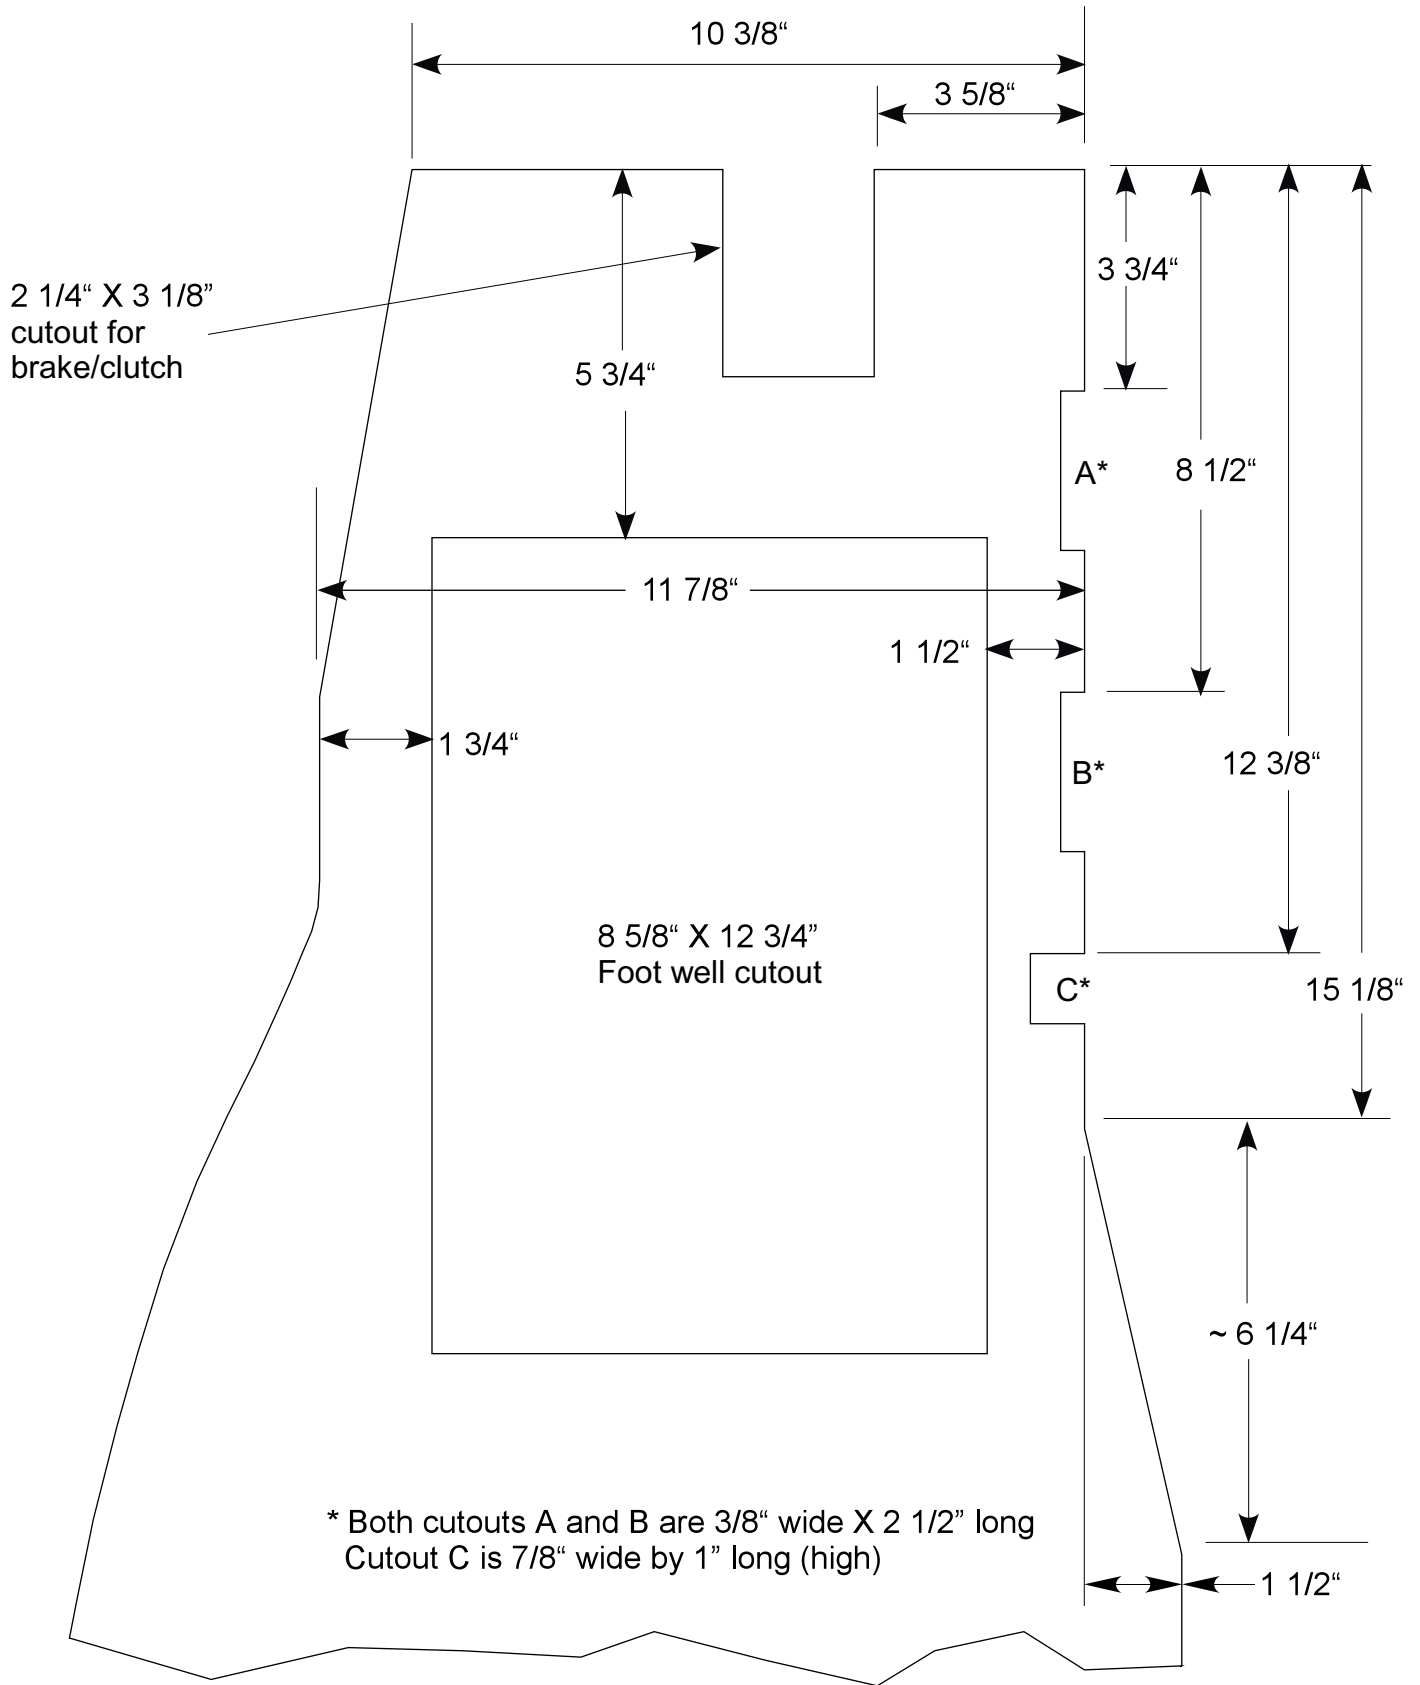 10 3/8“
3 5/8“
3 3/4“
2 1/4“ X 3 1/8”
cutout for
brake/clutch
5 3/4“
A*
8 1/2“
11 7/8“
1 1/2“
1 3/4“
B*
12 3/8“
8 5/8“ X 12 3/4”
Foot well cutout
C*
15 1/8“
~ 6 1/4“
* Both cutouts A and B are 3/8“ wide X 2 1/2” long
Cutout C is 7/8“ wide by 1” long (high)
1 1/2“